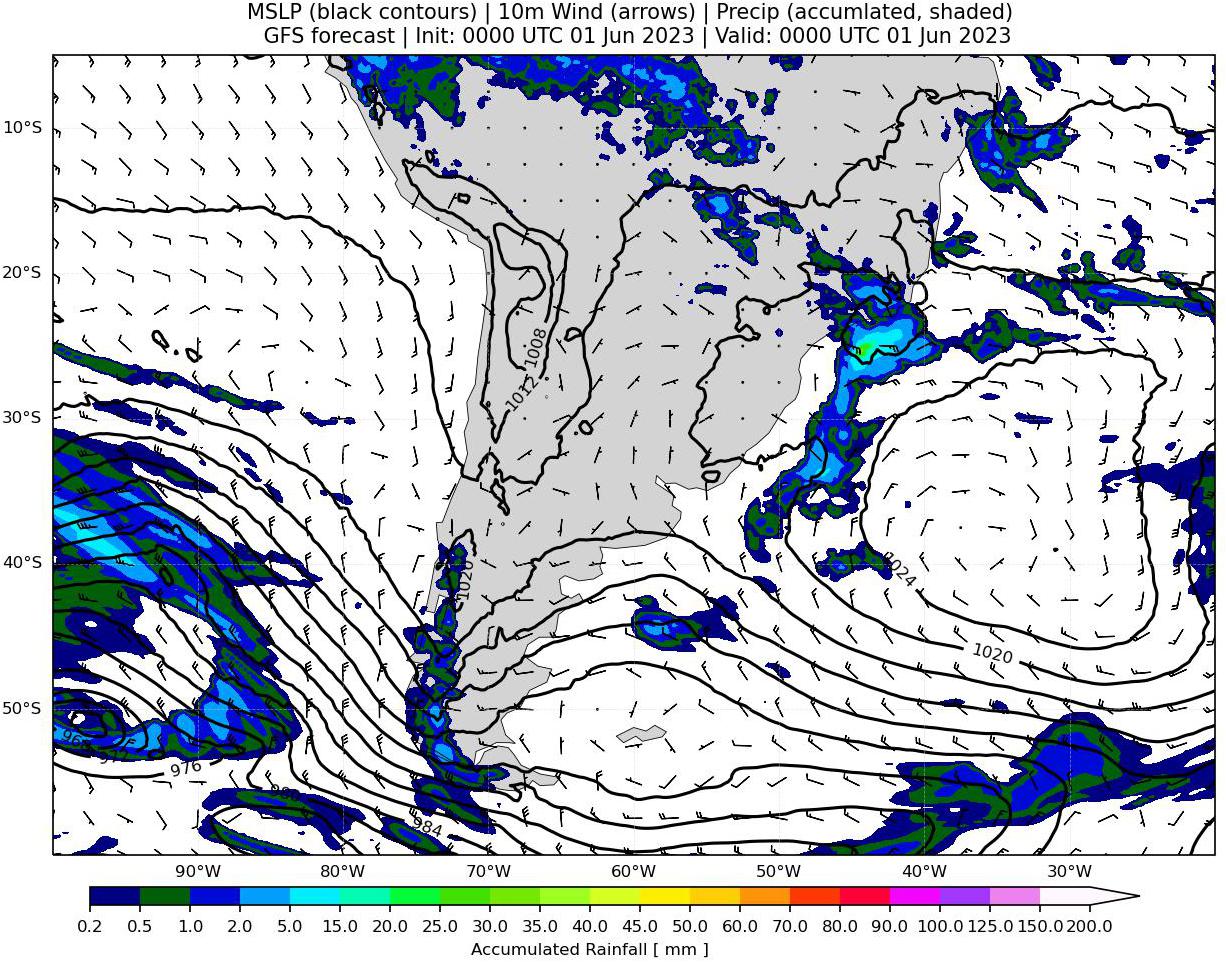 MSLP (black contours) | 10m Wind (arrows) | Precip (accumlated, shaded)
GFS forecast | Init: 0000 UTC 01 Jun 2023 | Valid: 0000 UTC 01 Jun 2023
10°S
20°S
1008
1012
30°S
40°S
1020
1024
1020
50°S
968
972
976
980
984
90°W
80°W
70°W
60°W
50°W
40°W
30°W
0.2 0.5 1.0 2.0 5.0 10.0 15.0 20.0 25.0 30.0 35.0 40.0 45.0 50.0 60.0 70.0 80.0 90.0 100.0 125.0 150.0 200.0
Accumulated Rainfall [ mm ]